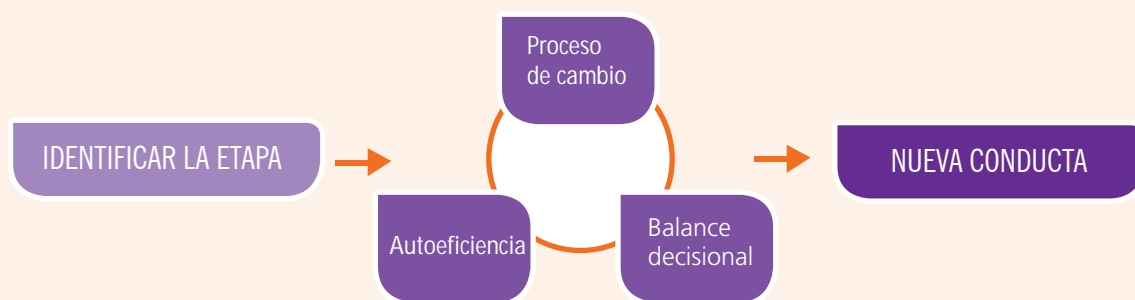 Proceso
de cambio
IDENTIFICAR LA ETAPA
NUEVA CONDUCTA
Autoeficiencia
Balance
decisional